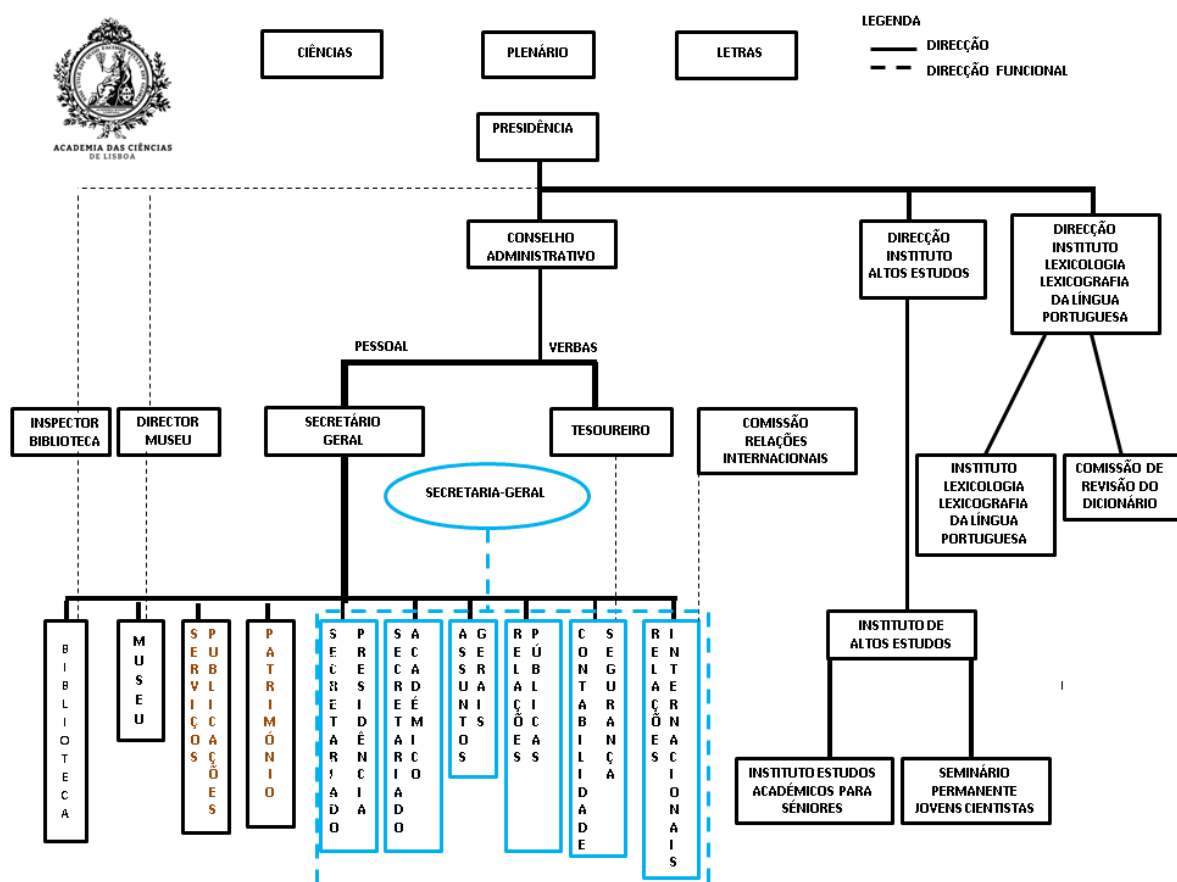 ACADEMIA DAS CIÊNCIAS
DE LISBOA
CIÊNCIAS
PLENÁRIO
LETRAS
LEGENDA
DIRECÇÃO
DIRECÇÃO FUNCIONAL
PRESIDÊNCIA
CONSELHO
ADMINISTRATIVO
DIRECÇÃO
INSTITUTO
ALTOS ESTUDOS
DIRECÇÃO
INSTITUTO
LEXICOLOGIA
LEXICOGRAFIA
DA LÍNGUA
PORTUGUESA
PESSOAL
VERBAS
INSPECTOR
BIBLIOTECA
DIRECTOR
MUSEU
SECRETÁRIO
GERAL
TESOUREIRO
COMISSÃO
RELAÇÕES
INTERNACIONAIS
SECRETARIA-GERAL
INSTITUTO
LEXICOLOGIA
LEXICOGRAFIA
DA LÍNGUA
PORTUGUESA
COMISSÃO DE
REVISÃO DO
DICIONÁRIO
BIBLIOTECA
MUSEU
SERVIÇOS
PUBLICAÇÕES
PATRIMÓNIO
SECRETARIADO
PRESIDÊNCIA
SECRETARIADO
ACADÉMICO
ASSUNTOS
GERAIS
RELAÇÕES
PÚBLICAS
CONTABILIDADE
SEGURANÇA
RELAÇÕES
INTERNACIONAIS
INSTITUTO DE
ALTOS ESTUDOS
INSTITUTO ESTUDOS
ACADÉMICOS PARA
SÉNIORES
SEMINÁRIO
PERMANENTE
JOVENS CIENTISTAS